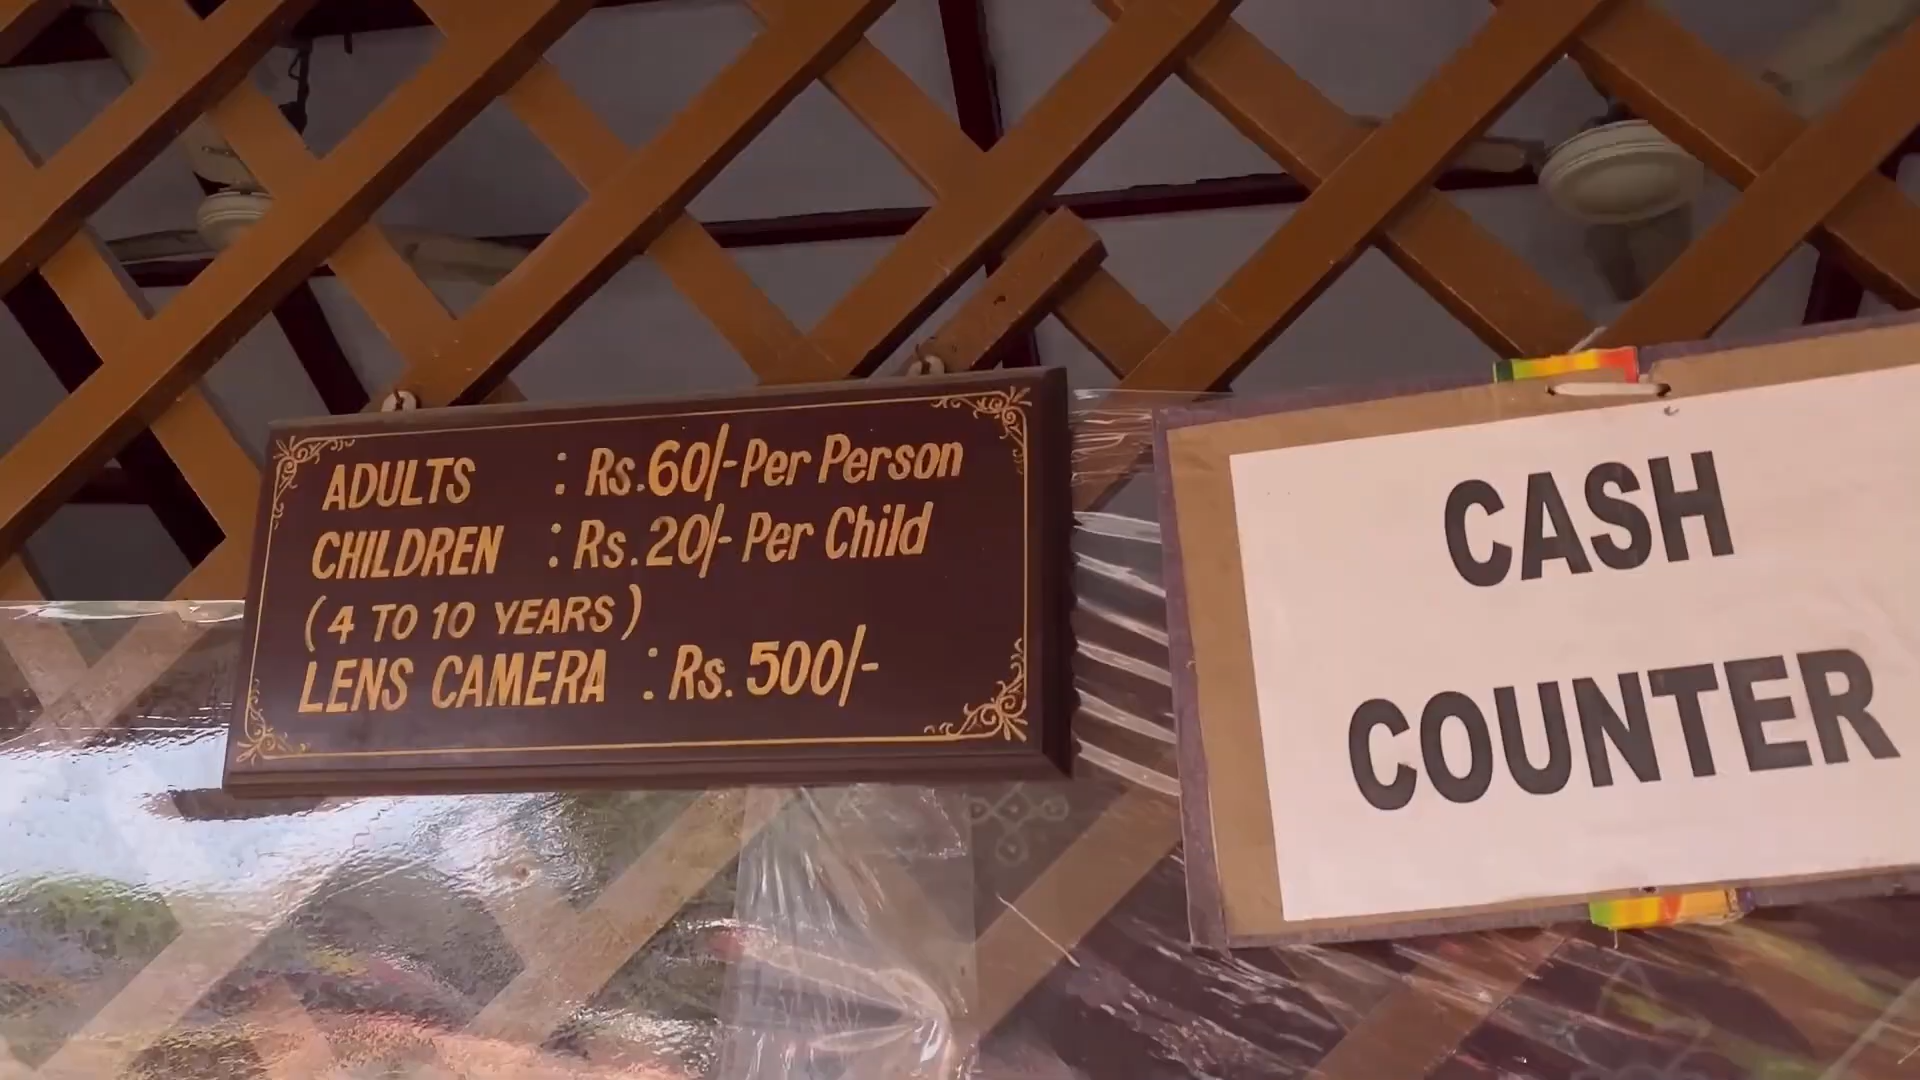 ADULTS : Rs.60/- Per Person
CHILDREN : Rs.20/- Per Child
(4 TO 10 YEARS)
LENS CAMERA : Rs.500/-
CASH
COUNTER